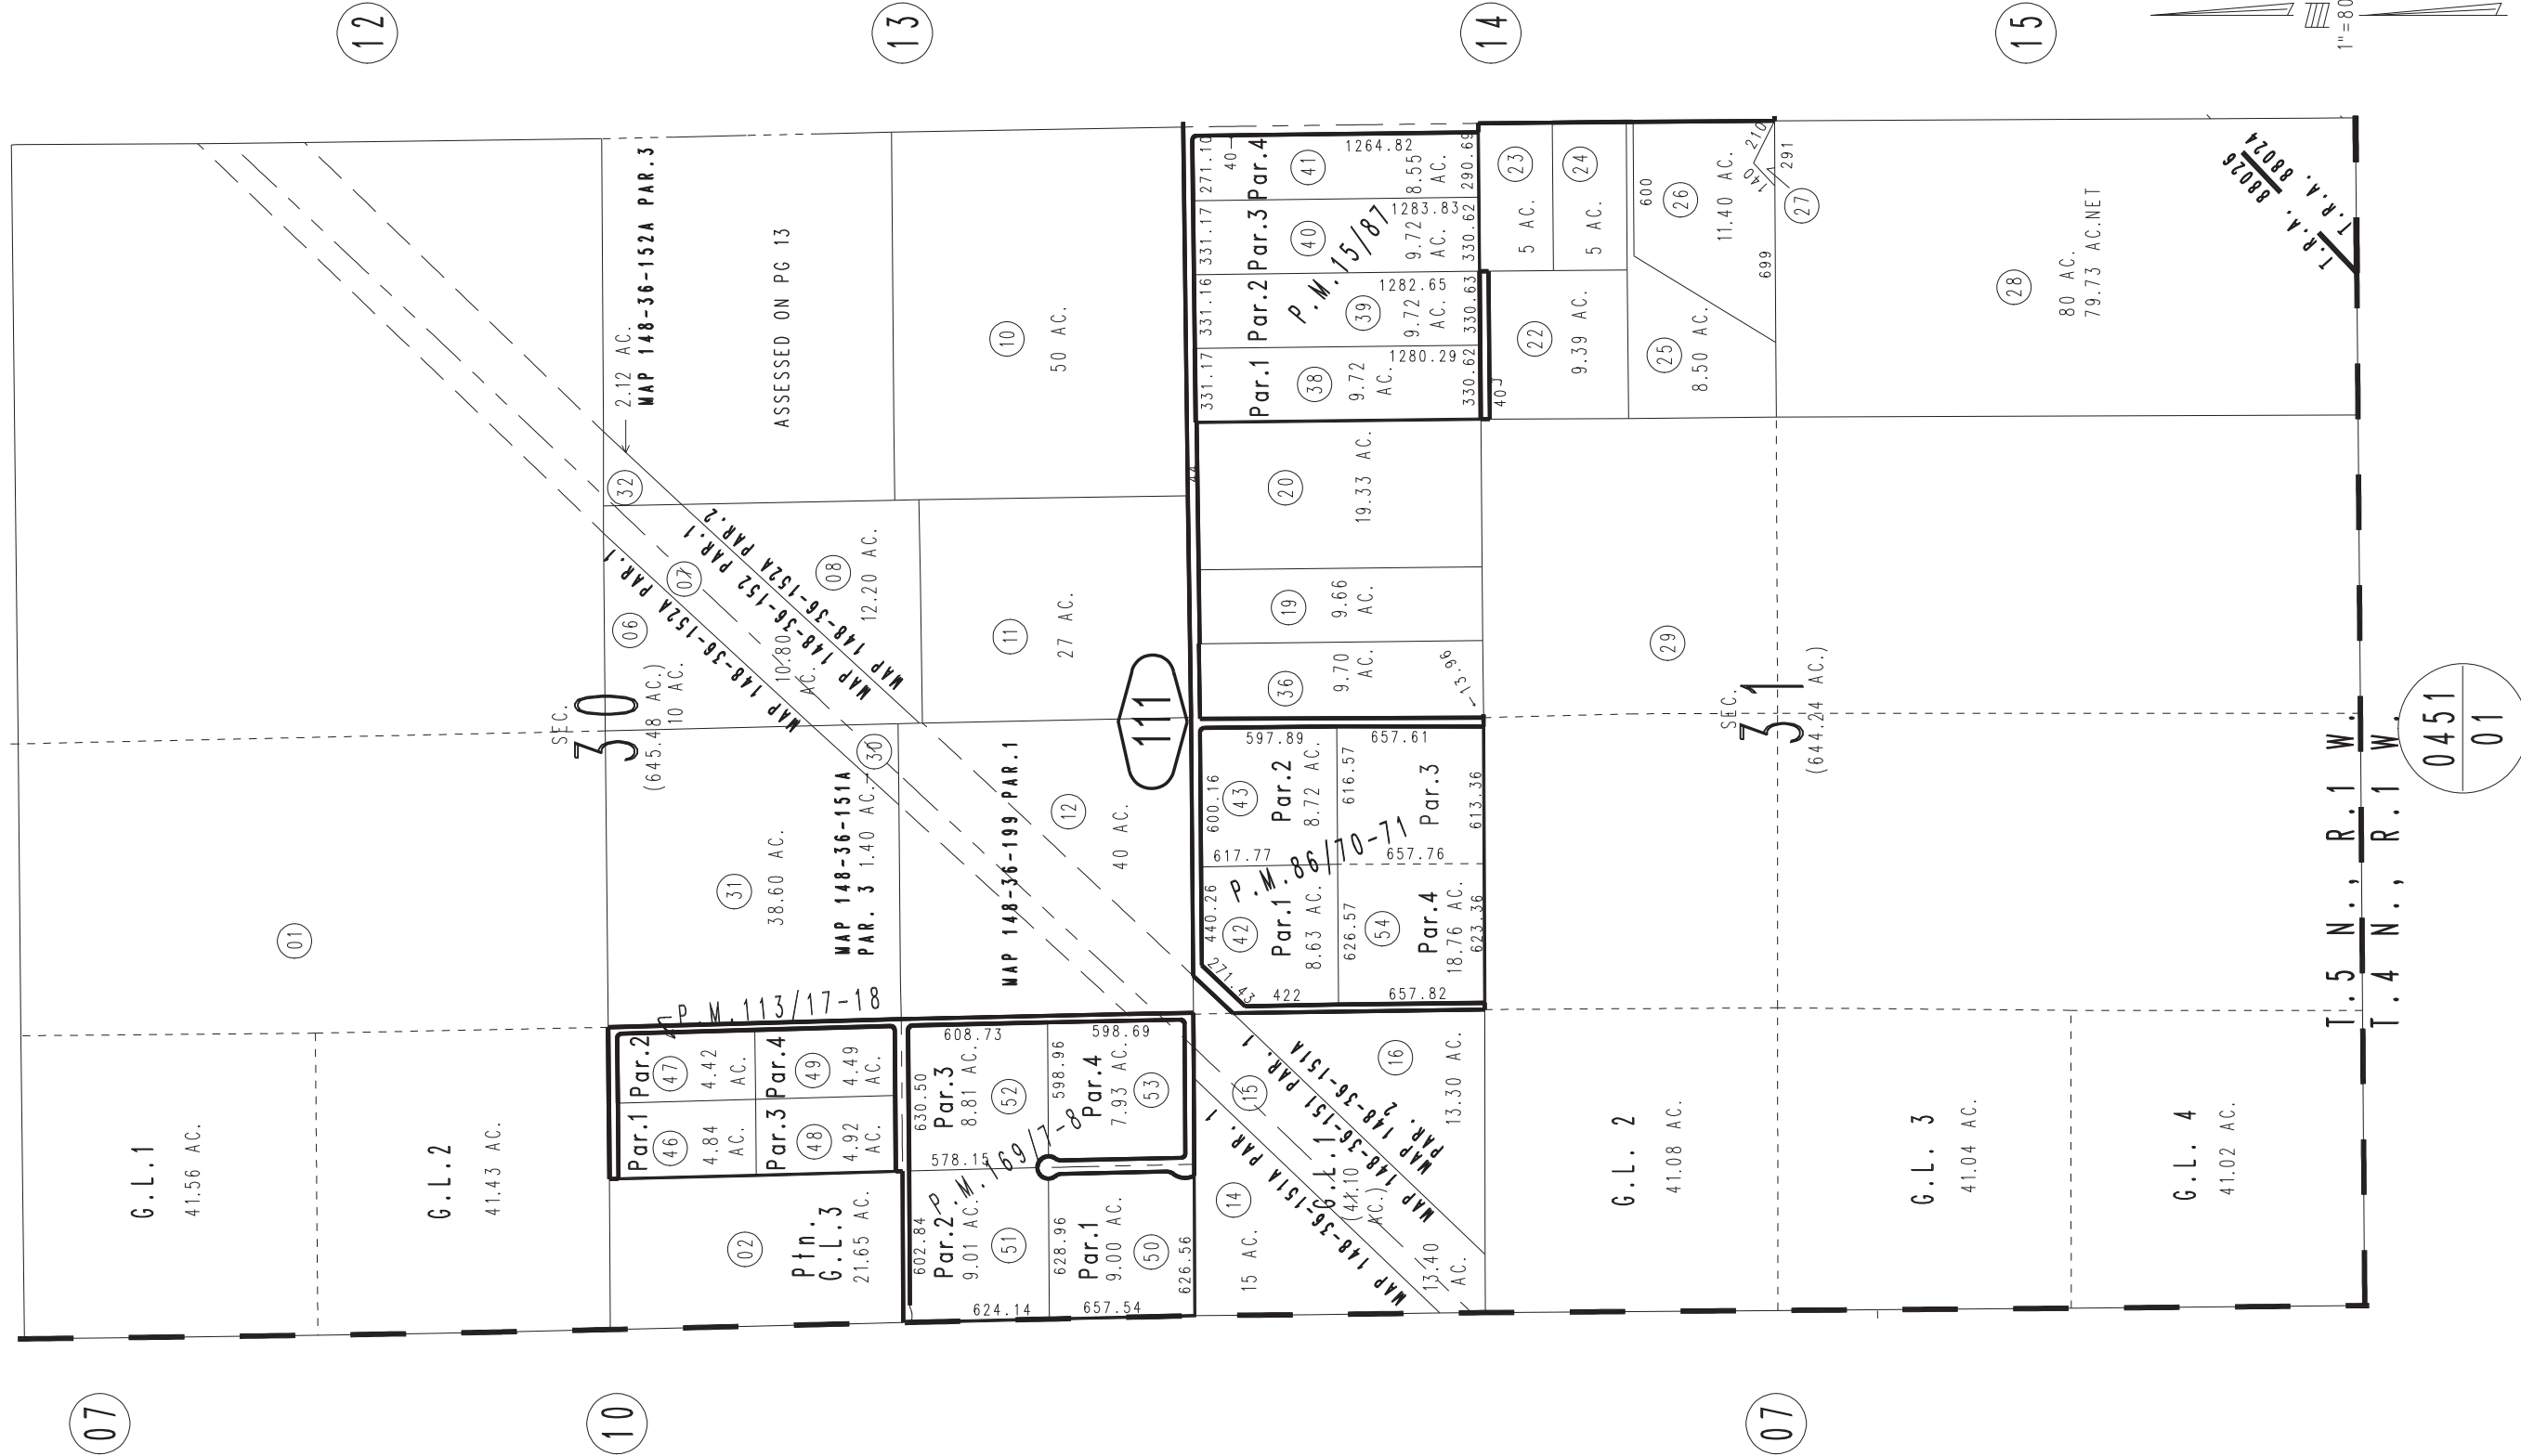 12
13
14
15
1"=80
07
10
07
G.L.1
41.56 AC.
G.L.2
41.43 AC.
01
SEC.
30
(645.48 AC.)
10 AC.
06
2.12 AC.
MAP 148-36-152A PAR.3
ASSESSED ON PG 13
32
10
50 AC.
07
10.80
AC.
MAP 148-36-152A PAR.1
MAP 148-36-152 PAR.1
MAP 148-36-152A PAR.2
08
12.20 AC.
11
27 AC.
31
38.60 AC.
MAP 148-36-151A
PAR. 3 1.40 AC.
30
MAP 148-36-199 PAR.1
12
40 AC.
111
P.M.113/17-18
Par.1
46
4.84
AC.
Par.2
47
4.42
AC.
Par.3
48
4.92
AC.
Par.4
49
4.49
AC.
02
Ptn.
G.L.3
21.65 AC.
602.84
Par.2
9.01 AC.
51
624.14
578.15
P.M.169/7-8
630.50
Par.3
8.81 AC.
52
608.73
628.96
Par.1
9.00 AC.
50
657.54
626.56
598.96
Par.4
7.93 AC.
53
598.69
14
15 AC.
15
G.L. 1
(41.10
AC.)
13.40
AC.
MAP 148-36-151A PAR. 1
MAP 148-36-151 PAR. 1
MAP 148-36-151A
PAR. 2
16
13.30 AC.
440.26
271.43
42
Par.1
8.63 AC.
422
617.77
600.16
43
Par.2
8.72 AC.
597.89
P.M.86/70-71
626.57
54
Par.4
18.76 AC.
657.82
623.36
616.57
Par.3
657.76
657.61
613.36
36
9.70
AC.
13.96
19
9.66
AC.
20
19.33 AC.
44
331.17
Par.1
38
9.72
AC.
1280.29
330.62
331.16
Par.2
39
9.72
AC.
1282.65
330.63
331.17
Par.3
40
9.72
AC.
1283.83
330.62
271.10
40
Par.4
41
8.55
AC.
1264.82
290.69
P.M.15/87
40
22
9.39 AC.
23
5 AC.
24
5 AC.
25
8.50 AC.
600
26
11.40 AC.
699
210
140
291
27
28
80 AC.
79.73 AC.NET
29
SEC.
31
(644.24 AC.)
G.L. 2
41.08 AC.
G.L. 3
41.04 AC.
G.L. 4
41.02 AC.
T.R.A. 88026
T.R.A. 88024
T.5 N., R.1 W.
T.4 N., R.1 W.
0451
01